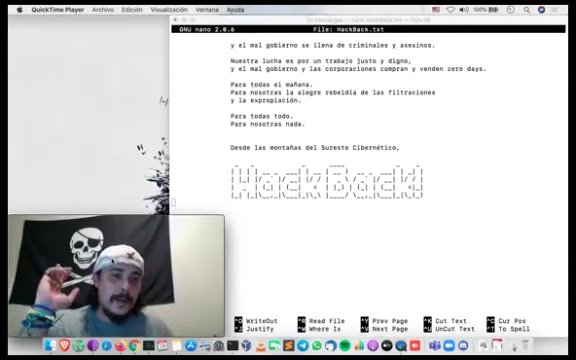 QuickTime Player Archivo Edición Visualización Ventana Ayuda 100%
GNU nano 2.0.6 File: HackBack.txt
y el mal gobierno se llena de criminales y asesinos.
Nuestra lucha es por un trabajo justo y digno,
y el mal gobierno y las corporaciones compran y venden zero days.
Para todas el mañana.
Para nosotras la alegre rebeldía de las filtraciones
y la expropiación.
Para todas todo.
Para nosotras nada.
Desde las montañas del Sureste Cibernético,
Hack Back!
^O WriteOut ^R Read File ^Y Prev Page ^K Cut Text ^C Cur Pos
^J Justify ^W Where Is ^V Next Page ^U UnCut Text ^T To Spell